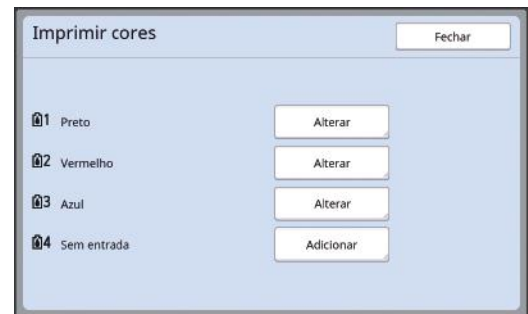 Imprimir cores
Fechar
1 Preto
Alterar
2 Vermelho
Alterar
3 Azul
Alterar
4 Sem entrada
Adicionar